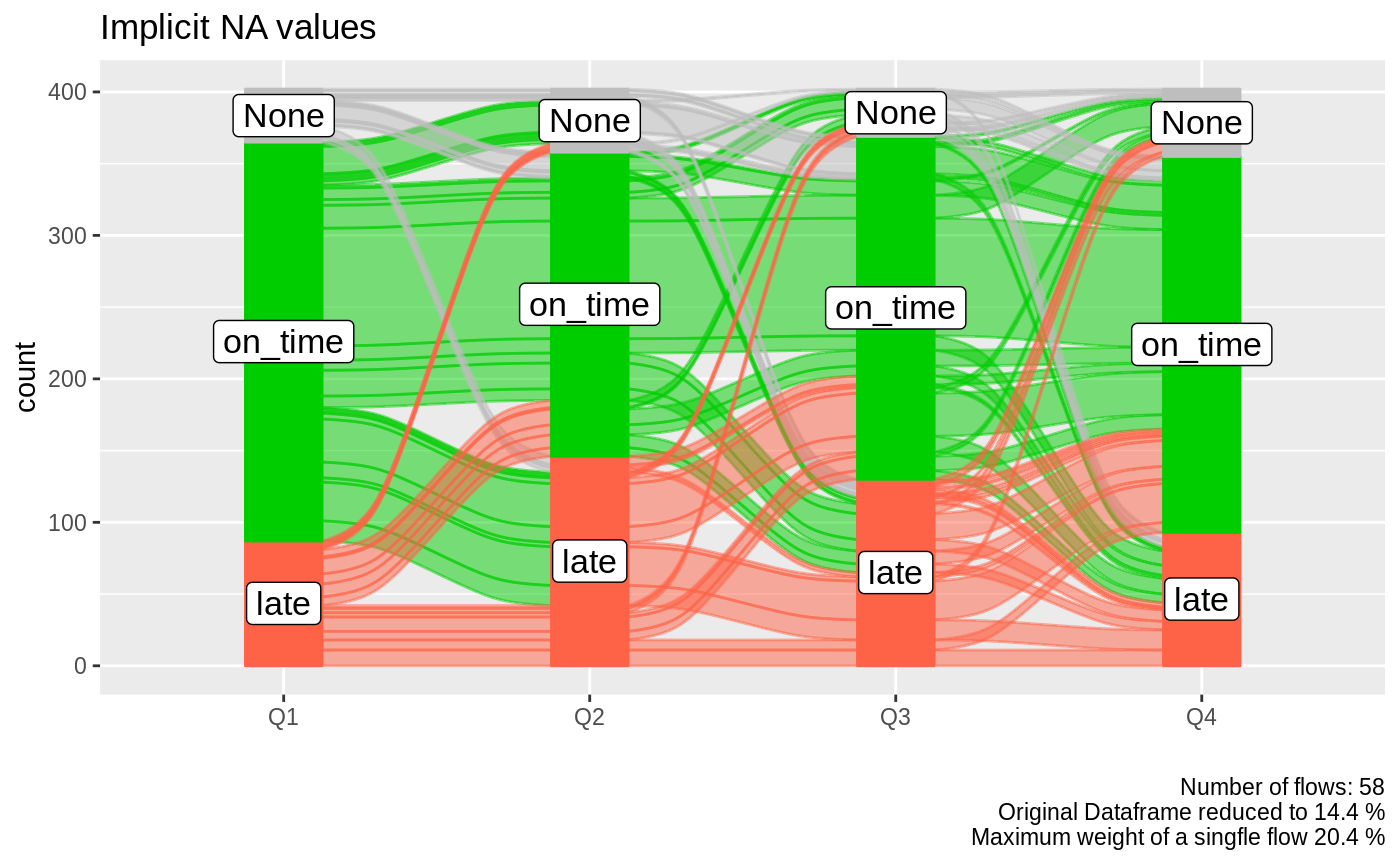 Implicit NA values
400
300
200
100
0
count
None
None
None
None
on_time
on_time
on_time
on_time
late
late
late
late
Q1
Q2
Q3
Q4
Number of flows: 58
Original Dataframe reduced to 14.4 %
Maximum weight of a singfle flow 20.4 %